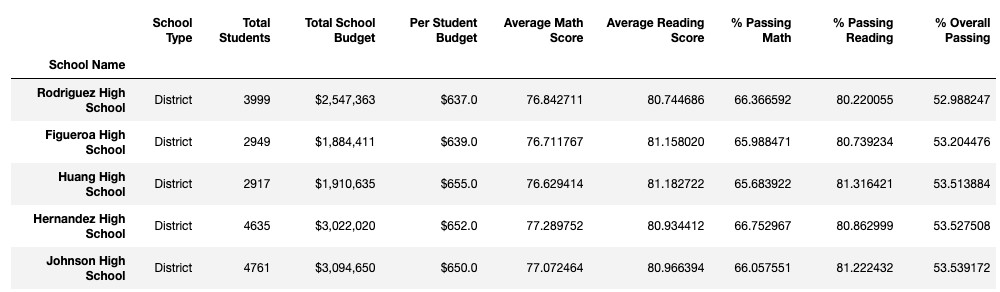 School Type Total Students Total School Budget Per Student Budget Average Math Score Average Reading Score % Passing Math % Passing Reading % Overall Passing
School Name
Rodriguez High School District 3999 $2,547,363 $637.0 76.842711 80.744686 66.366592 80.220055 52.988247
Figueroa High School District 2949 $1,884,411 $639.0 76.711767 81.158020 65.988471 80.739234 53.204476
Huang High School District 2917 $1,910,635 $655.0 76.629414 81.182722 65.683922 81.316421 53.513884
Hernandez High School District 4635 $3,022,020 $652.0 77.289752 80.934412 66.752967 80.862999 53.527508
Johnson High School District 4761 $3,094,650 $650.0 77.072464 80.966394 66.057551 81.222432 53.539172